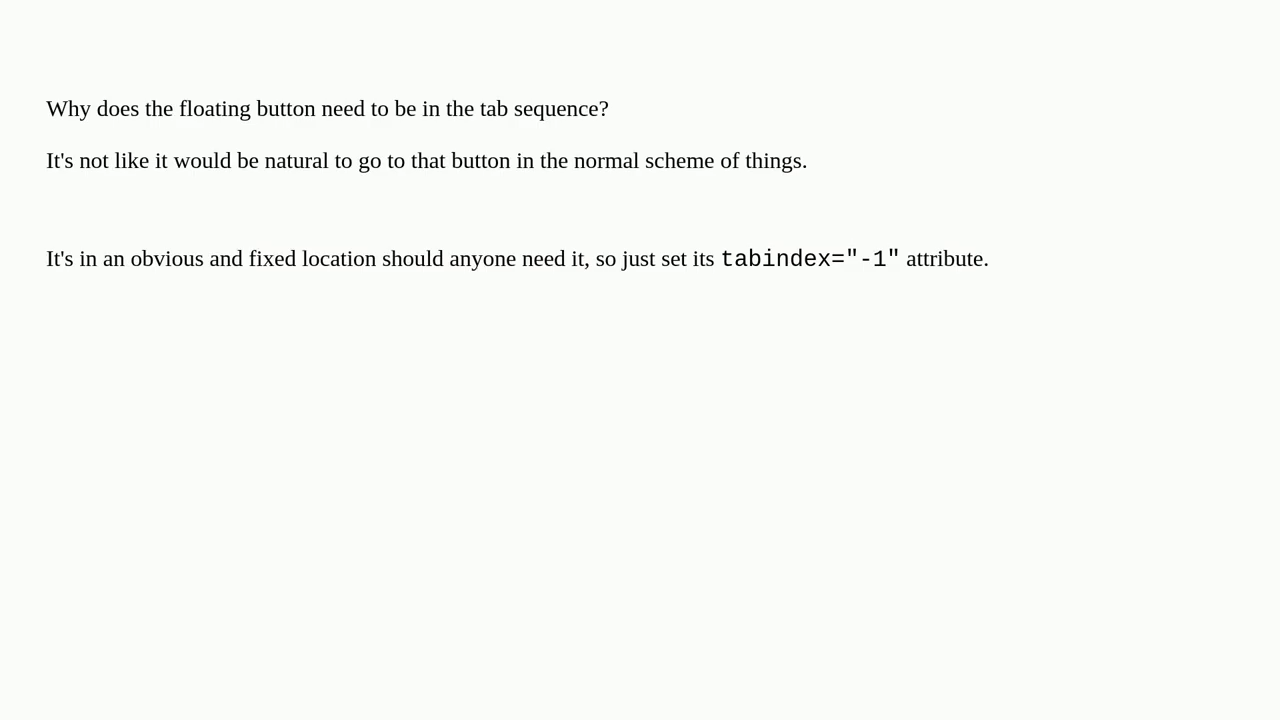 Why does the floating button need to be in the tab sequence?
It's not like it would be natural to go to that button in the normal scheme of things.
It's in an obvious and fixed location should anyone need it, so just set its tabindex="-1" attribute.